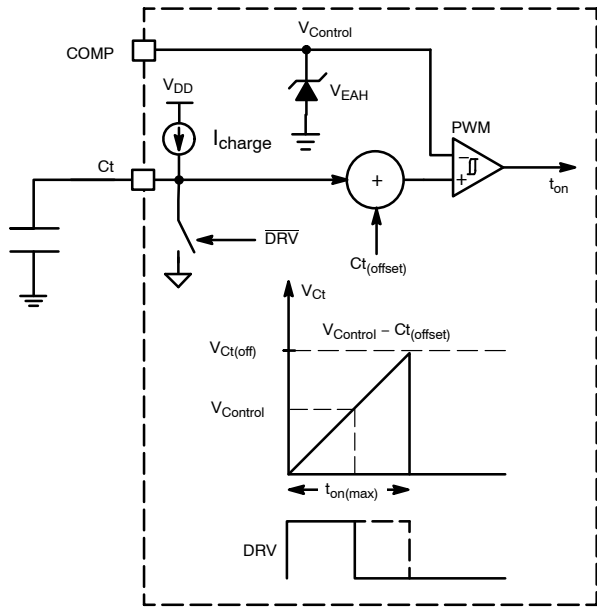 V_Control
COMP
V_DD
V_EAH
I_charge
PWM
Ct
−
+
+
t_on
DRV
Ct_(offset)
V_Ct
V_Control − Ct_(offset)
V_Ct(off)
V_Control
t_on(max)
DRV